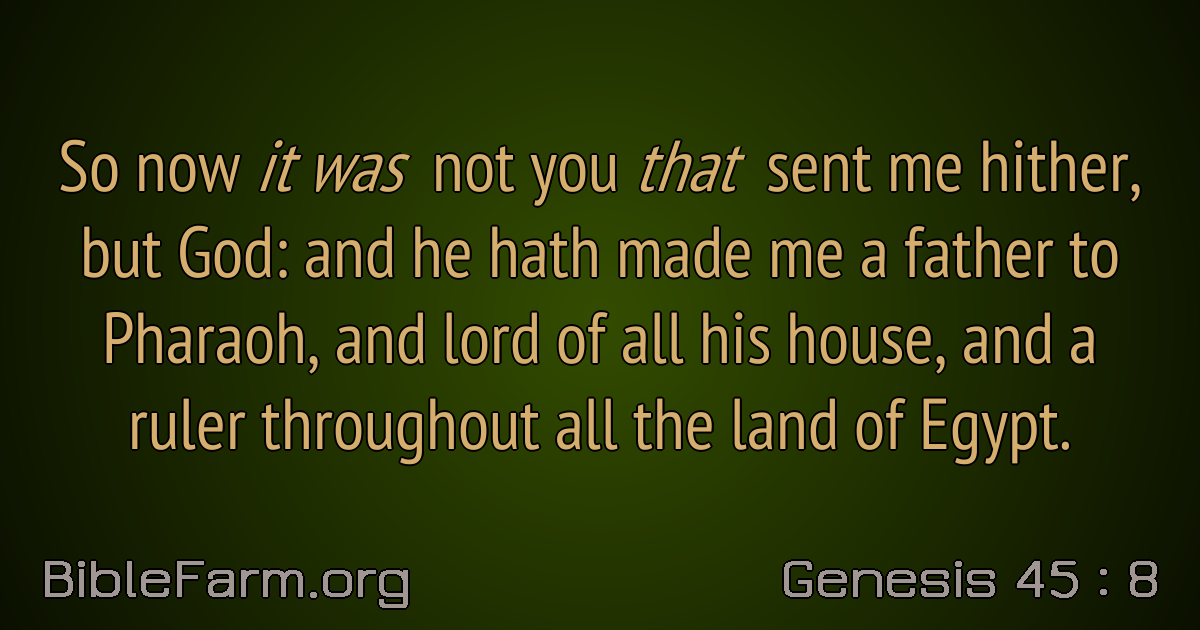 So now it was not you that sent me hither,
but God: and he hath made me a father to
Pharaoh, and lord of all his house, and a
ruler throughout all the land of Egypt.
BibleFarm.org
Genesis 45 : 8